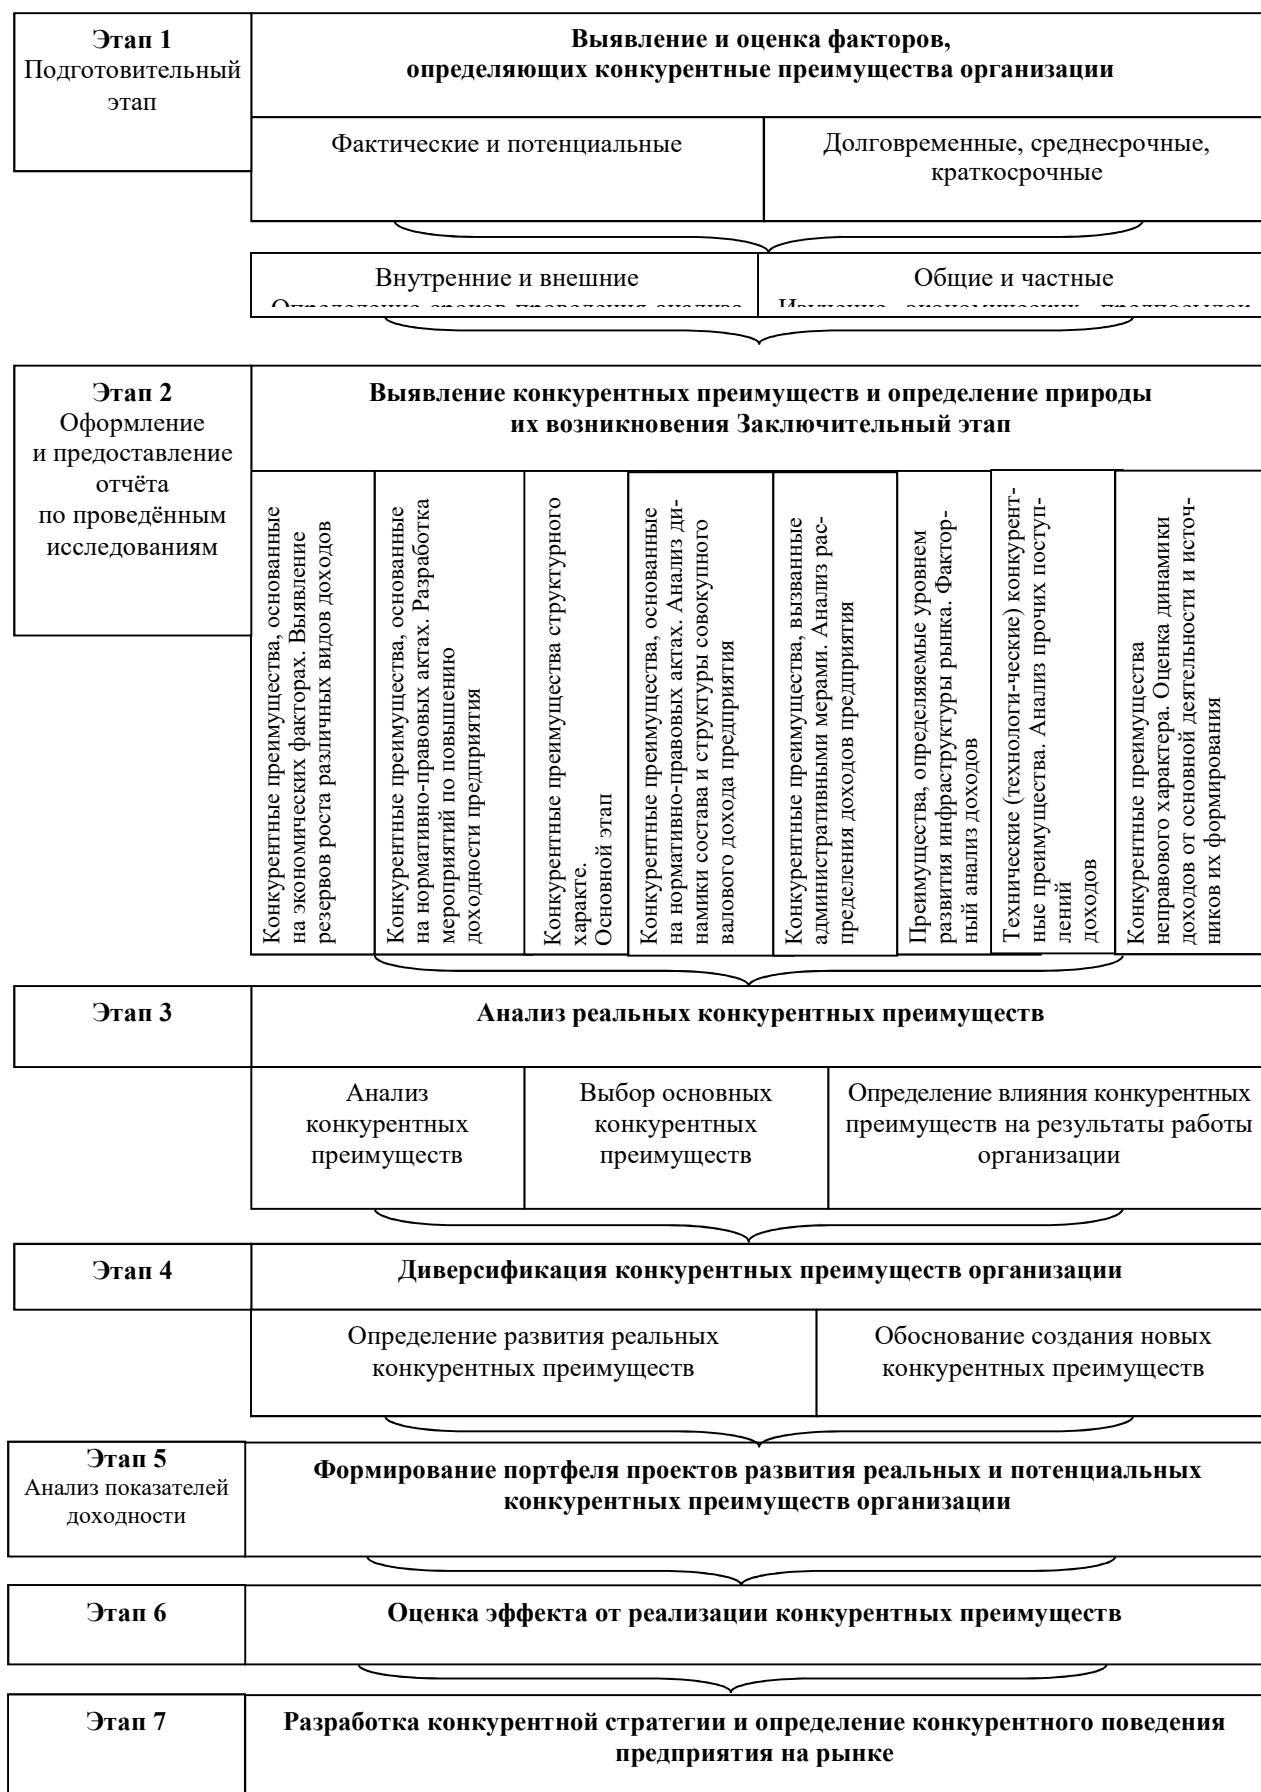 Этап 1
Подготовительный
этап
Выявление и оценка факторов,
определяющих конкурентные преимущества организации
Фактические и потенциальные
Долговременные, среднесрочные,
краткосрочные
Внутренние и внешние
Определение сроков проведения анализа
Общие и частные
Изучение экономических предпосылок
Этап 2
Оформление
и предоставление
отчёта
по проведённым
исследованиям
Выявление конкурентных преимуществ и определение природы
их возникновения Заключительный этап
Конкурентные преимущества, основанные
на экономических факторах. Выявление
резервов роста различных видов доходов
Конкурентные преимущества, основанные
на нормативно-правовых актах. Разработка
мероприятий по повышению
доходности предприятия
Конкурентные преимущества структурного
характе.
Основной этап
Конкурентные преимущества, основанные
на нормативно-правовых актах. Анализ ди-
намики состава и структуры совокупного
валового дохода предприятия
Конкурентные преимущества, вызванные
административными мерами. Анализ рас-
пределения доходов предприятия
Преимущества, определяемые уровнем
развития инфраструктуры рынка. Фактор-
ный анализ доходов
Технические (технологи-ческие) конкурент-
ные преимущества. Анализ прочих поступ-
лений
доходов
Конкурентные преимущества
неправового характера. Оценка динамики
доходов от основной деятельности и источ-
ников их формирования
Этап 3
Анализ реальных конкурентных преимуществ
Анализ
конкурентных
преимуществ
Выбор основных
конкурентных
преимуществ
Определение влияния конкурентных
преимуществ на результаты работы
организации
Этап 4
Диверсификация конкурентных преимуществ организации
Определение развития реальных
конкурентных преимуществ
Обоснование создания новых
конкурентных преимуществ
Этап 5
Анализ показателей
доходности
Формирование портфеля проектов развития реальных и потенциальных
конкурентных преимуществ организации
Этап 6
Оценка эффекта от реализации конкурентных преимуществ
Этап 7
Разработка конкурентной стратегии и определение конкурентного поведения
предприятия на рынке